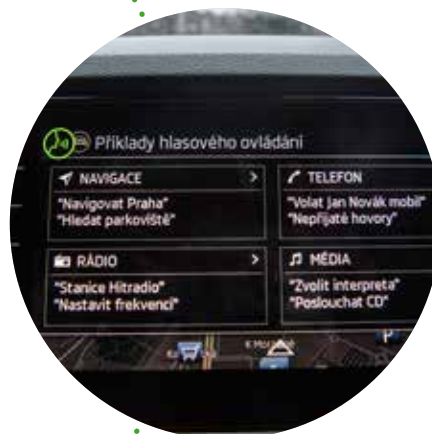 Příklady hlasového ovládání
NAVIGACE
"Navigovat Praha"
"Hledat parkoviště"
TELEFON
"Volat Jan Novák mobil"
"Nepřijaté hovory"
RÁDIO
"Stanice Hitradio"
"Nastavit frekvenci"
MÉDIA
"Zvolit interpreta"
"Poslouchat CD"
P